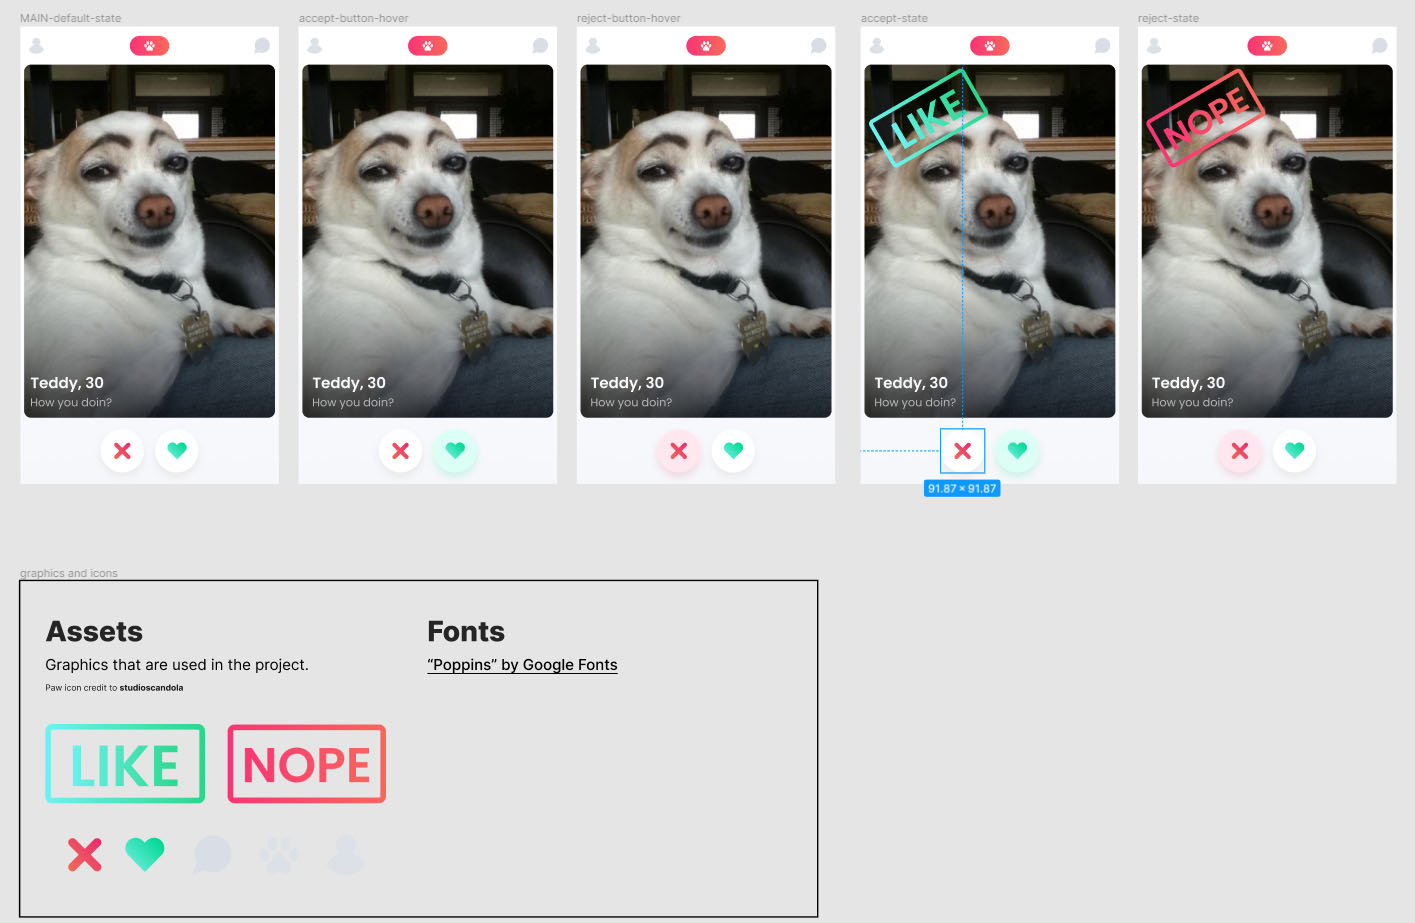 MAIN-default-state
accept-button-hover
reject-button-hover
accept-state
reject-state
LIKE
NOPE
Teddy, 30
How you doin?
Teddy, 30
How you doin?
Teddy, 30
How you doin?
Teddy, 30
How you doin?
Teddy, 30
How you doin?
91.87 × 91.87
graphics and icons
Assets
Graphics that are used in the project.
Paw icon credit to studioscandola
Fonts
“Poppins” by Google Fonts
LIKE
NOPE